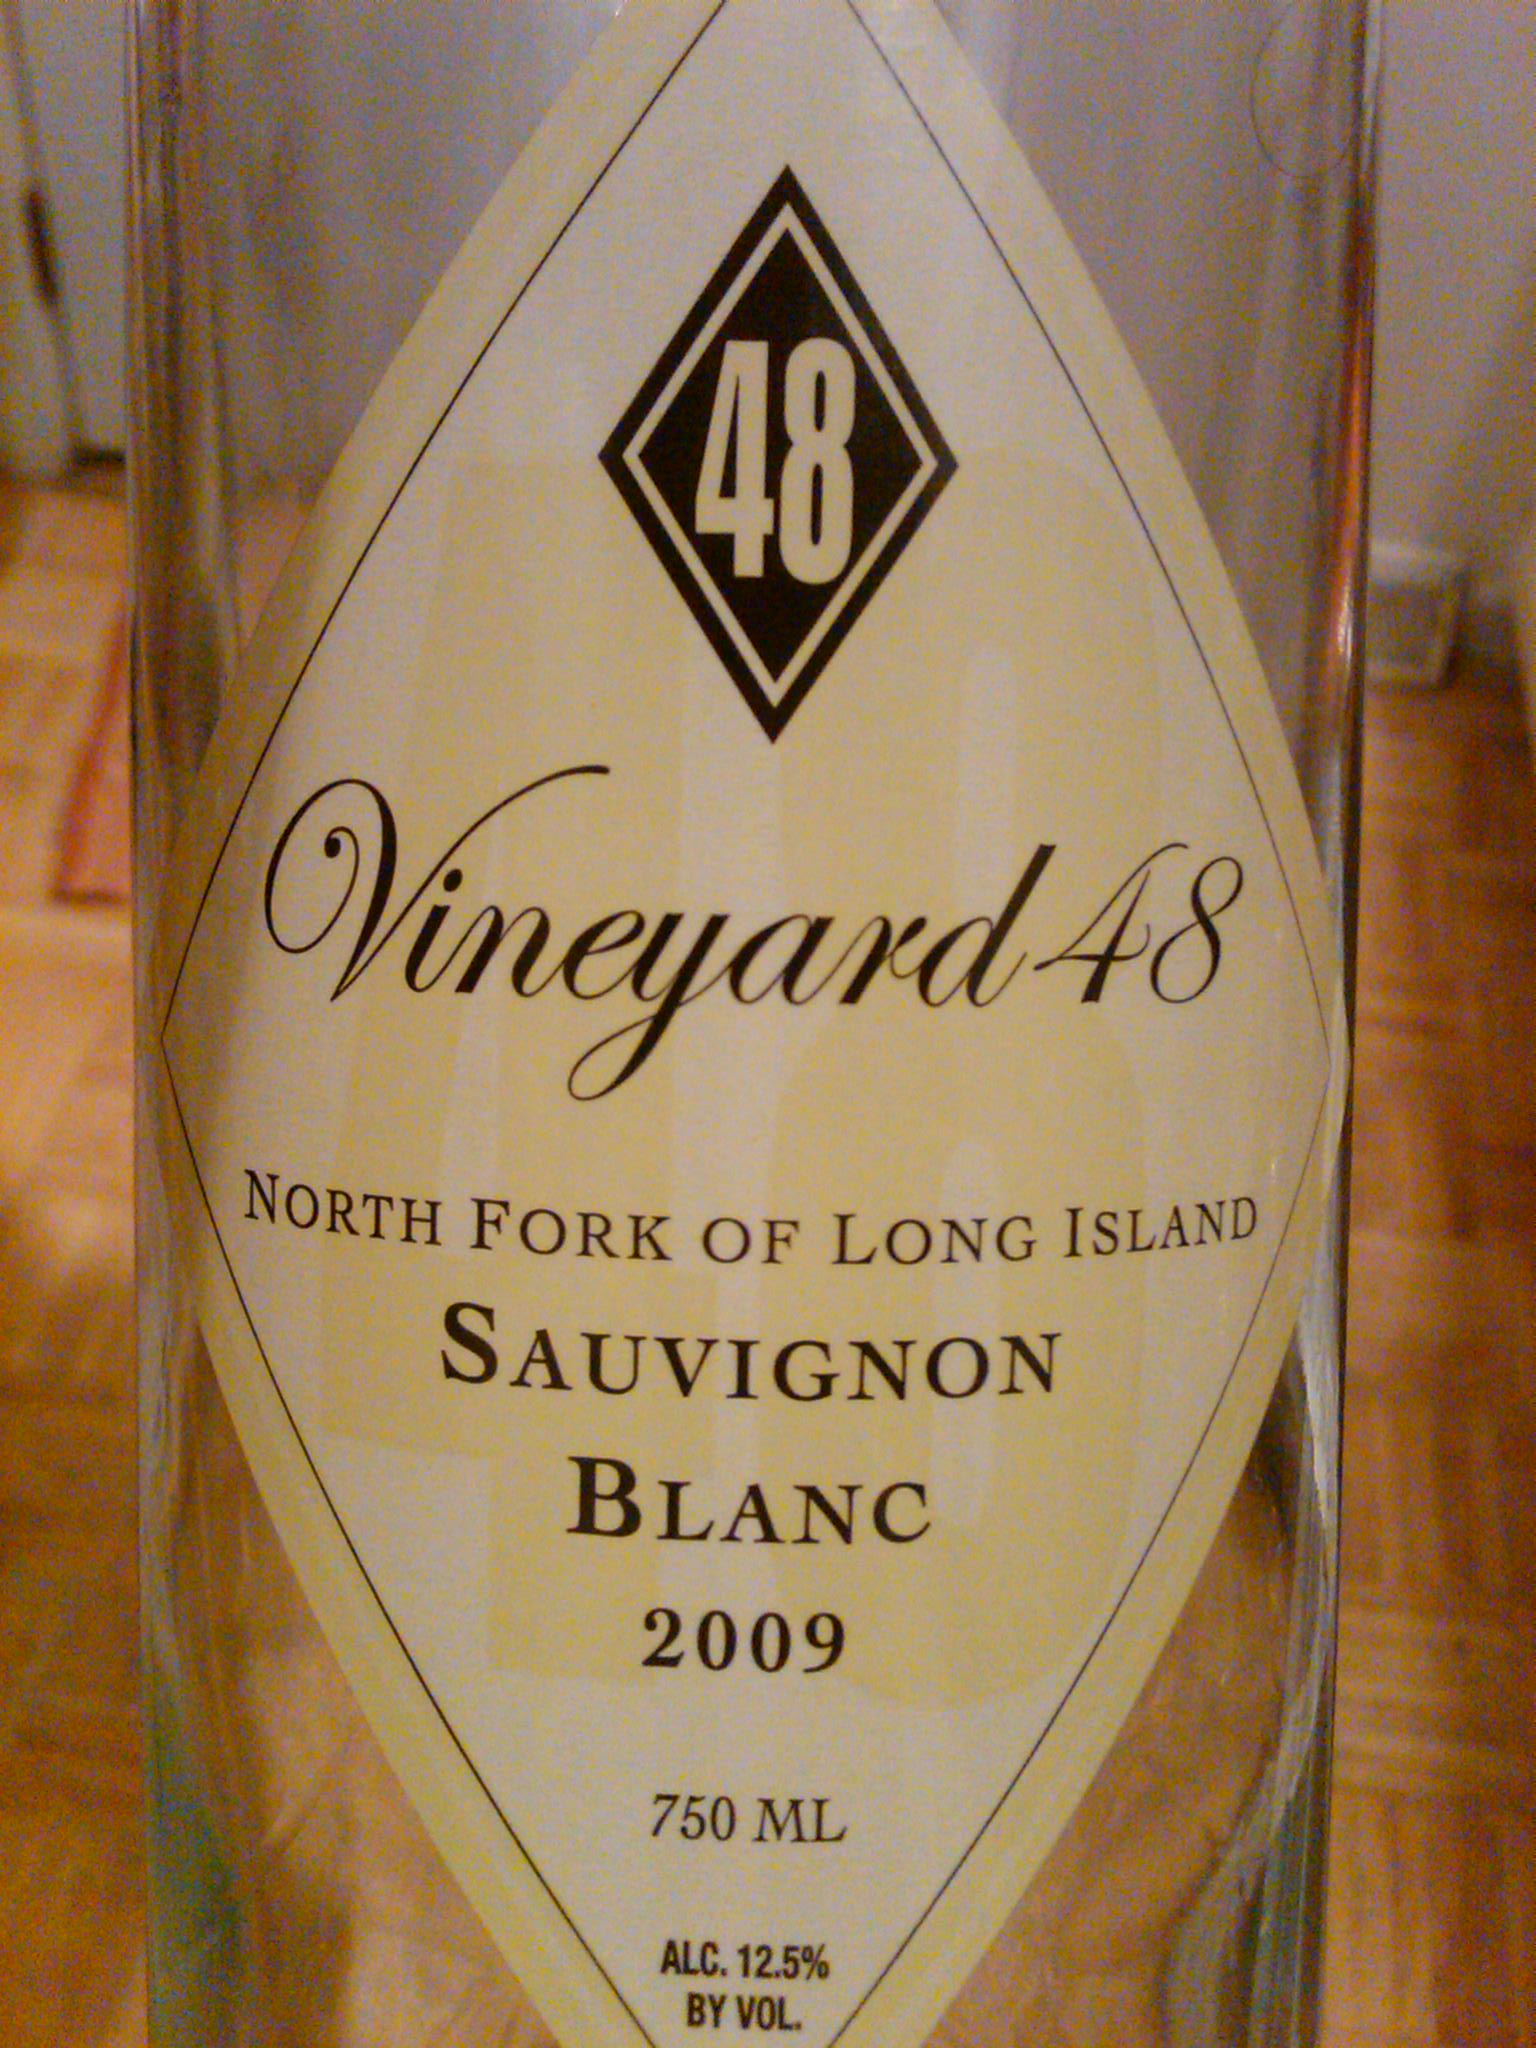 48
Vineyard 48
NORTH FORK OF LONG ISLAND
SAUVIGNON
BLANC
2009
750 ML
ALC. 12.5%
BY VOL.